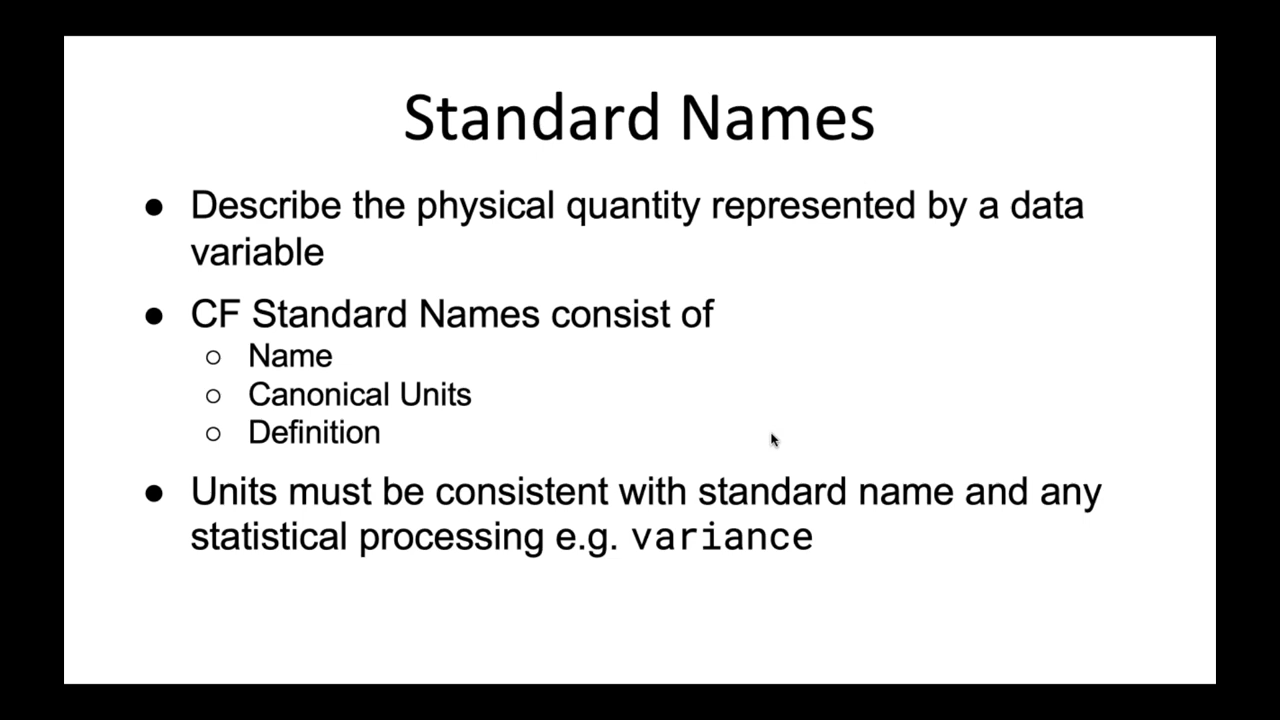 Standard Names
● Describe the physical quantity represented by a data
variable
● CF Standard Names consist of
○ Name
○ Canonical Units
○ Definition
● Units must be consistent with standard name and any
statistical processing e.g. variance